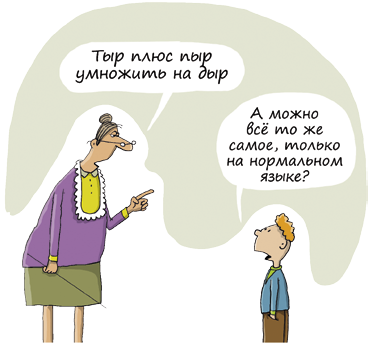 Тыр плюс пыр
умножить на дыр
А можно
всё то же
самое, только
на нормальном
языке?